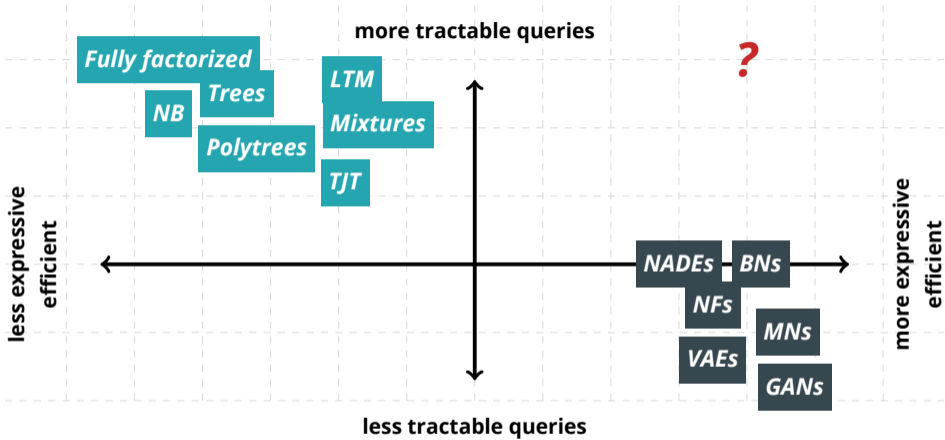 more tractable queries
?
Fully factorized
LTM
Trees
NB
Mixtures
Polytrees
TJT
less expressive
efficient
more expressive
efficient
NADEs
BNs
NFs
MNs
VAEs
GANs
less tractable queries